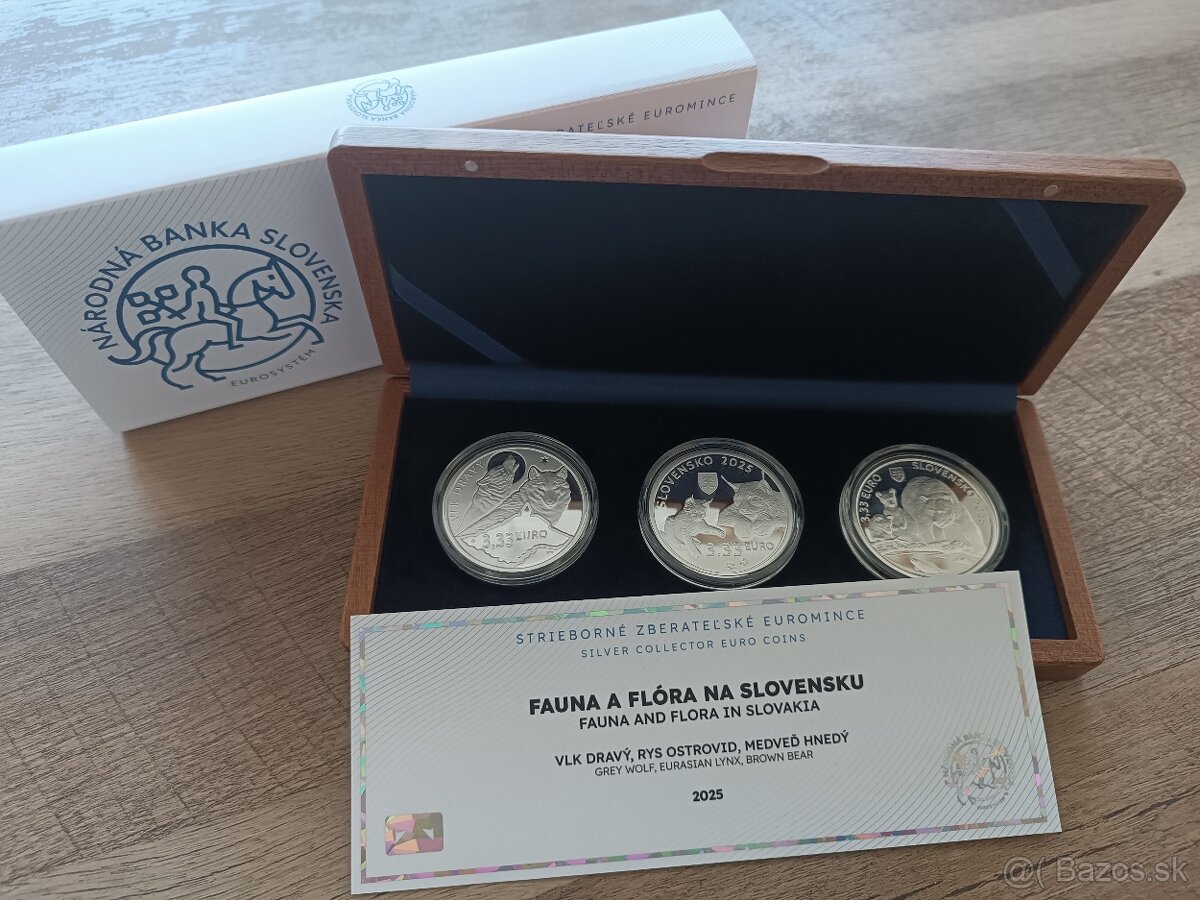 NÁRODNÁ BANKA SLOVENSKA
EUROSYSTÉM
EUROMINCE
VLK DRAVÝ
3,33 EURO
SLOVENSKO 2025
3,33 EURO
3,33 EURO
SLOVENSKO
STRIEBORNÉ ZBERATEĽSKÉ EUROMINCE
SILVER COLLECTOR EURO COINS
FAUNA A FLÓRA NA SLOVENSKU
FAUNA AND FLORA IN SLOVAKIA
VLK DRAVÝ, RYS OSTROVID, MEDVEĎ HNEDÝ
GREY WOLF, EURASIAN LYNX, BROWN BEAR
2025
Bazos.sk